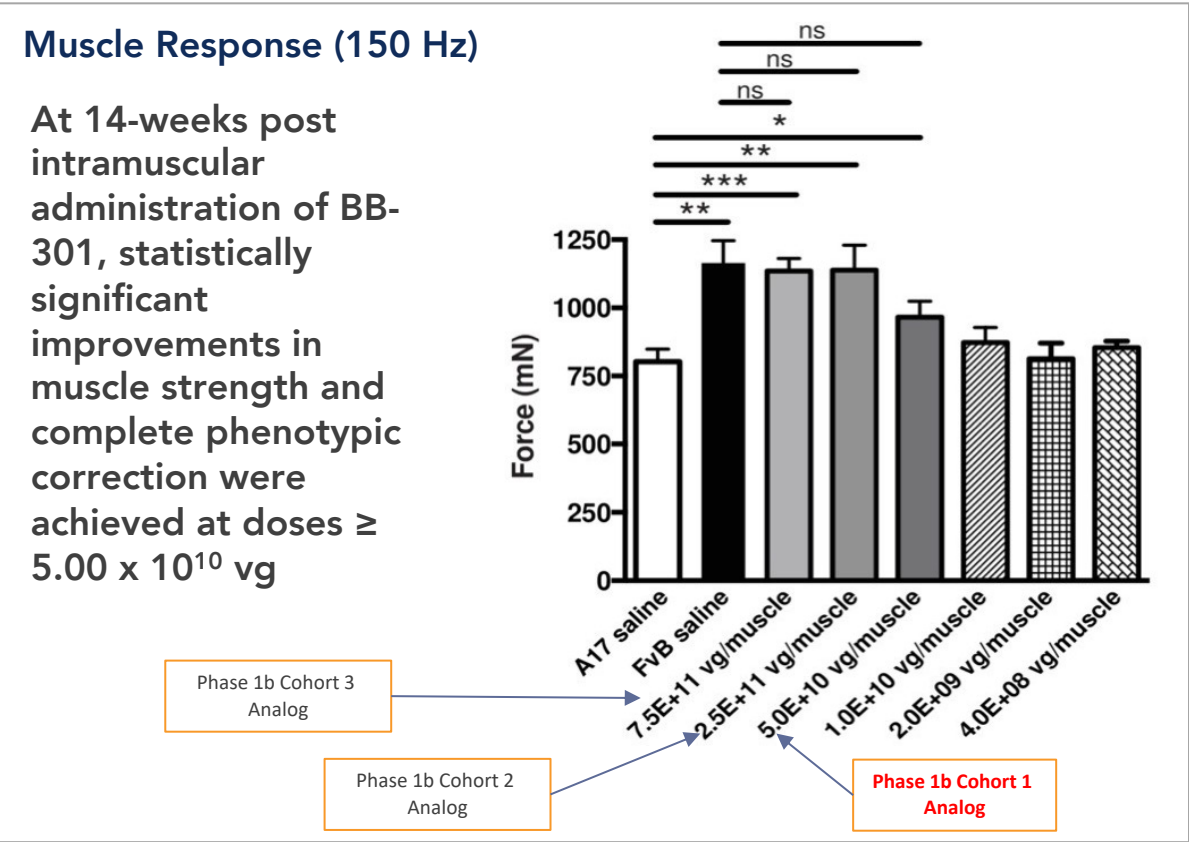 Muscle Response (150 Hz)
At 14-weeks post
intramuscular
administration of BB-
301, statistically
significant
improvements in
muscle strength and
complete phenotypic
correction were
achieved at doses ≥
5.00 x 10¹⁰ vg
ns
ns
ns
*
**
***
**
Force (mN)
1250
1000
750
500
250
0
A17 saline
FvB saline
7.5E+11 vg/muscle
2.5E+11 vg/muscle
5.0E+10 vg/muscle
1.0E+10 vg/muscle
2.0E+09 vg/muscle
4.0E+08 vg/muscle
Phase 1b Cohort 3
Analog
Phase 1b Cohort 2
Analog
Phase 1b Cohort 1
Analog